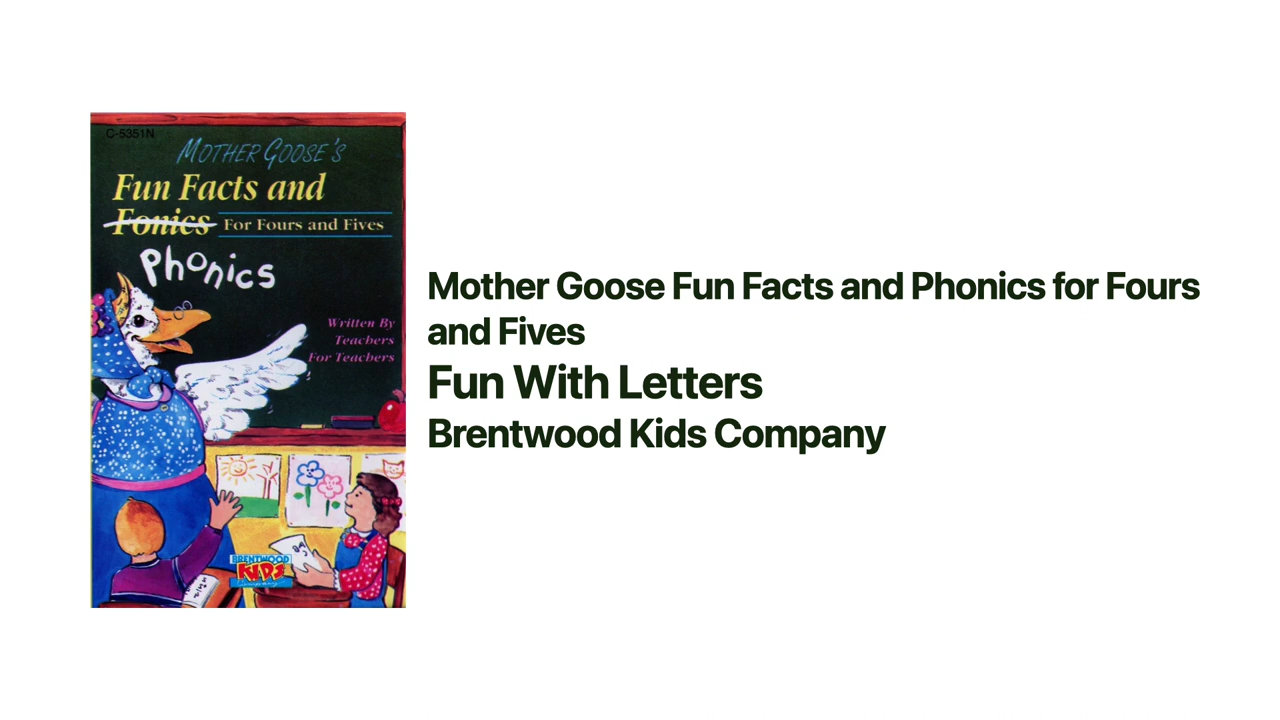 C-5351N
MOTHER GOOSE'S
Fun Facts and
Fonics For Fours and Fives
Phonics
Written By
Teachers
For Teachers
BRENTWOOD
KIDS
Company
Mother Goose Fun Facts and Phonics for Fours
and Fives
Fun With Letters
Brentwood Kids Company